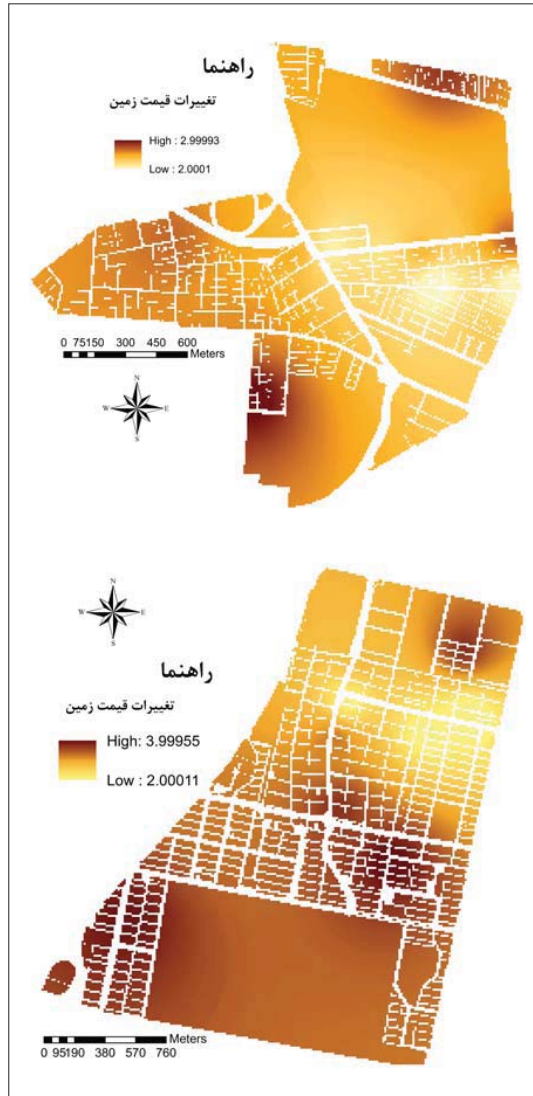 راهنما
تغییرات قیمت زمین
High : 2.99993
Low : 2.0001
0 75150 300 450 600
Meters
N
W E
S
N
W E
S
راهنما
تغییرات قیمت زمین
High: 3.99955
Low : 2.00011
Meters
0 95190 380 570 760